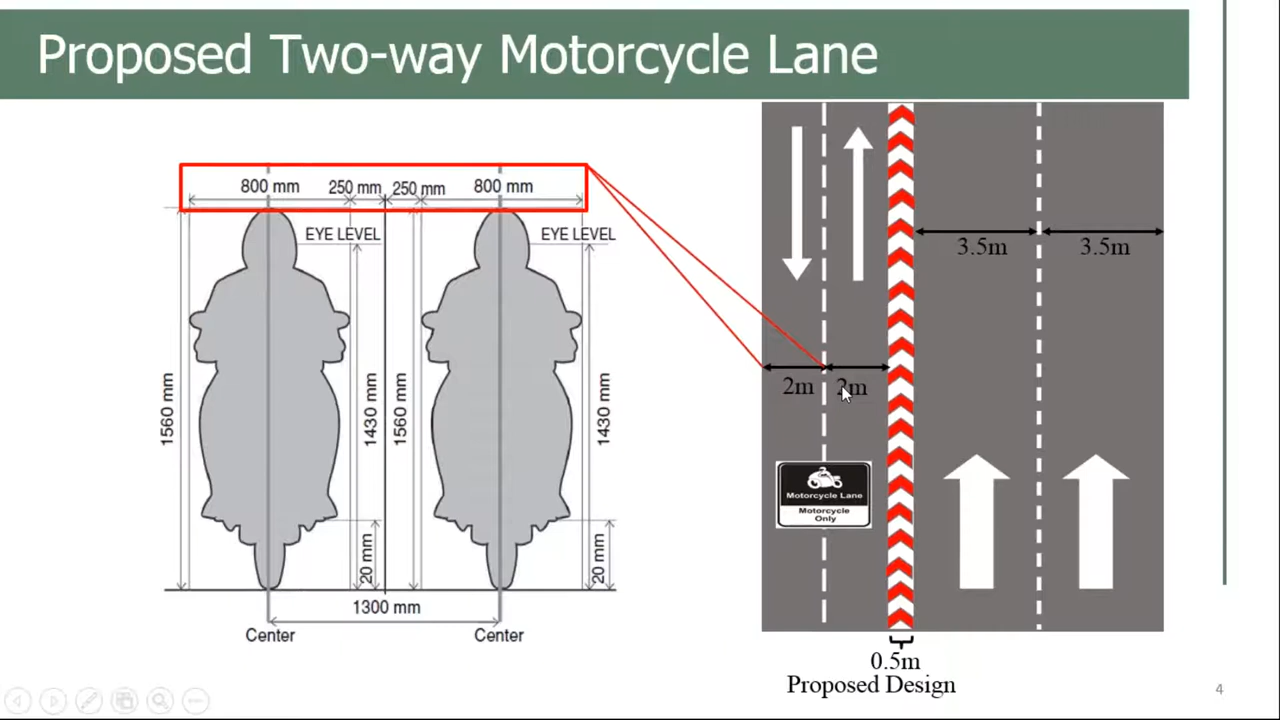 Proposed Two-way Motorcycle Lane
800 mm 250 mm 250 mm 800 mm
EYE LEVEL EYE LEVEL
1560 mm 1430 mm 1560 mm 1430 mm
20 mm 20 mm
1300 mm
Center Center
3.5m 3.5m
2m 2m
Motorcycle Lane
Motorcycle
Only
0.5m
Proposed Design
4